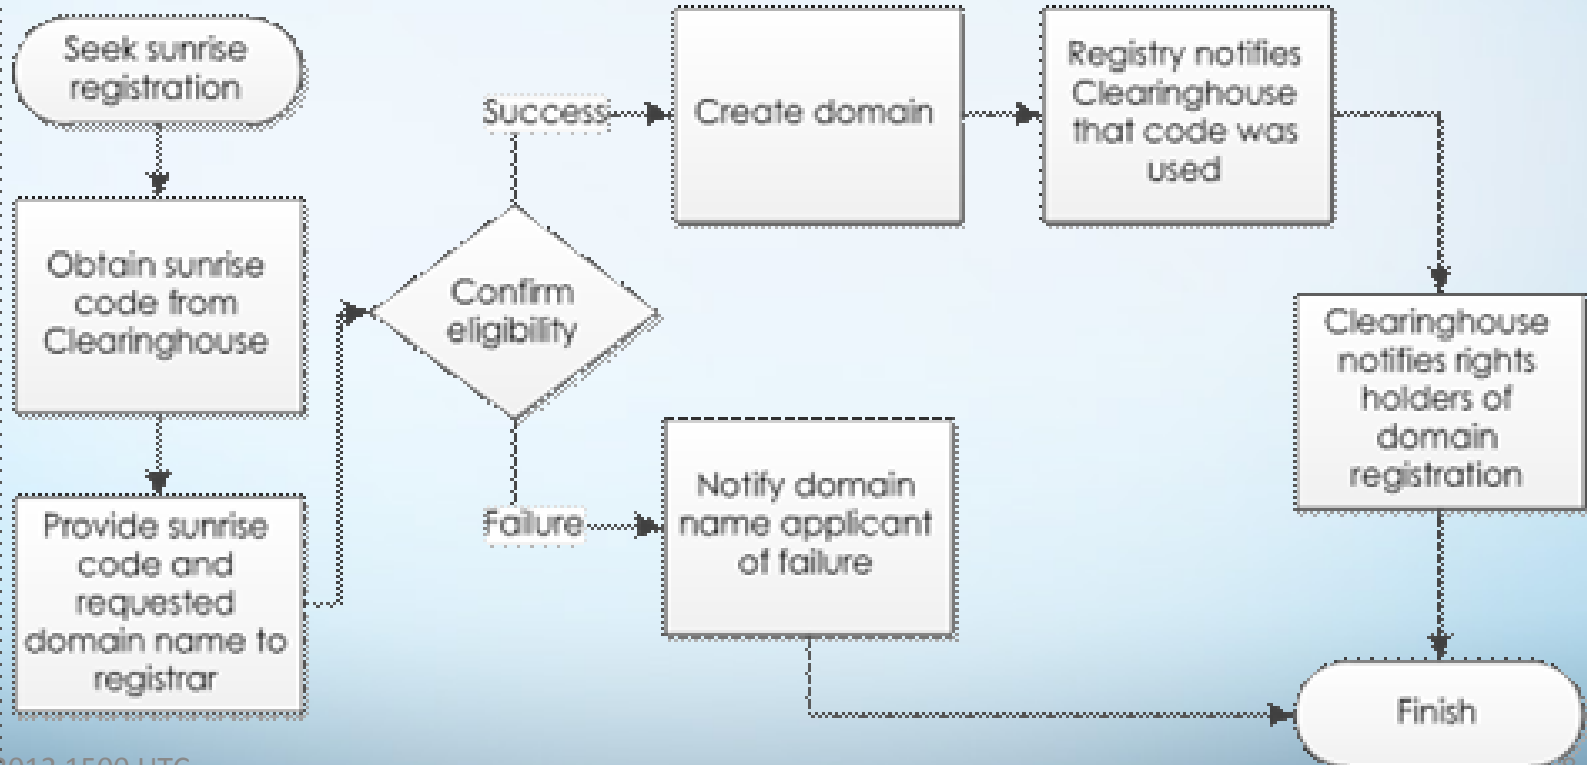 Seek sunrise
registration
Obtain sunrise
code from
Clearinghouse
Provide sunrise
code and
requested
domain name to
registrar
Confirm
eligibility
Success
Create domain
Registry notifies
Clearinghouse
that code was
used
Clearinghouse
notifies rights
holders of
domain
registration
Failure
Notify domain
name applicant
of failure
Finish